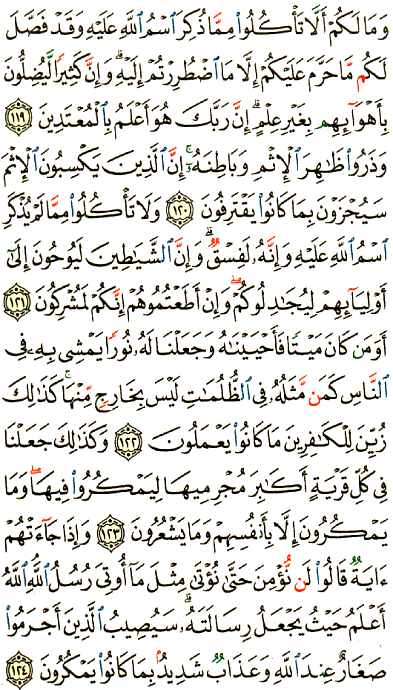 وَمَا لَكُمْ أَلَّا تَأْكُلُوا۟ مِمَّا ذُكِرَ ٱسْمُ ٱللَّهِ عَلَيْهِ وَقَدْ فَصَّلَ
لَكُم مَّا حَرَّمَ عَلَيْكُمْ إِلَّا مَا ٱضْطُرِرْتُمْ إِلَيْهِ ۗ وَإِنَّ كَثِيرًا لَّيُضِلُّونَ
بِأَهْوَآئِهِم بِغَيْرِ عِلْمٍ ۗ إِنَّ رَبَّكَ هُوَ أَعْلَمُ بِٱلْمُعْتَدِينَ ١١٩
وَذَرُوا۟ ظَٰهِرَ ٱلْإِثْمِ وَبَاطِنَهُۥٓ ۚ إِنَّ ٱلَّذِينَ يَكْسِبُونَ ٱلْإِثْمَ
سَيُجْزَوْنَ بِمَا كَانُوا۟ يَقْتَرِفُونَ ١٢٠ وَلَا تَأْكُلُوا۟ مِمَّا لَمْ يُذْكَرِ
ٱسْمُ ٱللَّهِ عَلَيْهِ وَإِنَّهُۥ لَفِسْقٌ ۗ وَإِنَّ ٱلشَّيَٰطِينَ لَيُوحُونَ إِلَىٰٓ
أَوْلِيَآئِهِمْ لِيُجَٰدِلُوكُمْ ۖ وَإِنْ أَطَعْتُمُوهُمْ إِنَّكُمْ لَمُشْرِكُونَ ١٢١
أَوَمَن كَانَ مَيْتًا فَأَحْيَيْنَٰهُ وَجَعَلْنَا لَهُۥ نُورًا يَمْشِى بِهِۦ فِى
ٱلنَّاسِ كَمَن مَّثَلُهُۥ فِى ٱلظُّلُمَٰتِ لَيْسَ بِخَارِجٍ مِّنْهَا ۚ كَذَٰلِكَ
زُيِّنَ لِلْكَٰفِرِينَ مَا كَانُوا۟ يَعْمَلُونَ ١٢٢ وَكَذَٰلِكَ جَعَلْنَا
فِى كُلِّ قَرْيَةٍ أَكَٰبِرَ مُجْرِمِيهَا لِيَمْكُرُوا۟ فِيهَا ۖ وَمَا
يَمْكُرُونَ إِلَّا بِأَنفُسِهِمْ وَمَا يَشْعُرُونَ ١٢٣ وَإِذَا جَآءَتْهُمْ
ءَايَةٌ قَالُوا۟ لَن نُّؤْمِنَ حَتَّىٰ نُؤْتَىٰ مِثْلَ مَآ أُوتِىَ رُسُلُ ٱللَّهِ ۘ ٱللَّهُ
أَعْلَمُ حَيْثُ يَجْعَلُ رِسَالَتَهُۥ ۗ سَيُصِيبُ ٱلَّذِينَ أَجْرَمُوا۟
صَغَارٌ عِندَ ٱللَّهِ وَعَذَابٌ شَدِيدٌۢ بِمَا كَانُوا۟ يَمْكُرُونَ ١٢٤